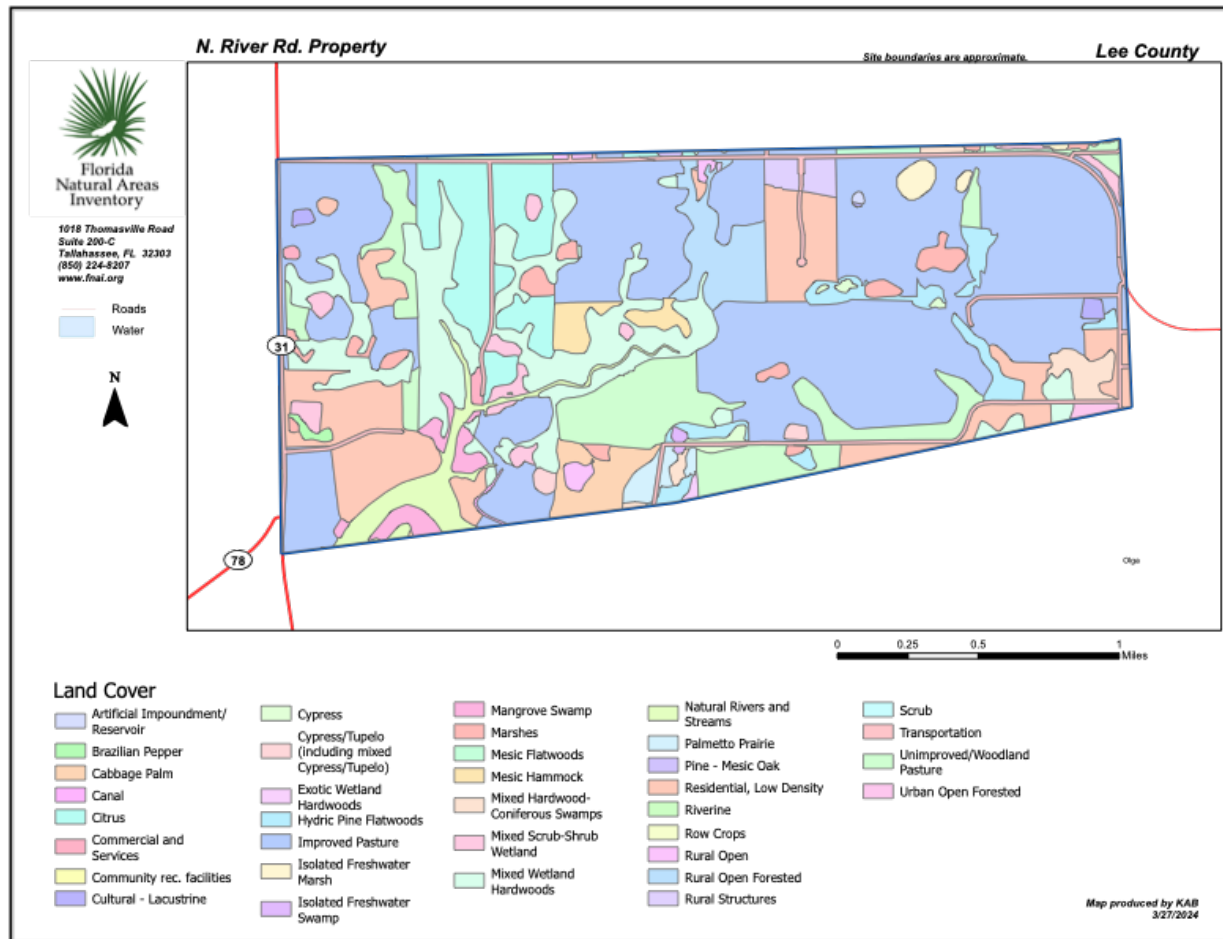 N. River Rd. Property
Site boundaries are approximate.
Lee County
Florida
Natural Areas
Inventory
1018 Thomasville Road
Suite 200-C
Tallahassee, FL 32303
(850) 224-8207
www.fnai.org
Roads
Water
N
31
78
Olga
0 0.25 0.5 1
Miles
Land Cover
Artificial Impoundment/
Reservoir
Brazilian Pepper
Cabbage Palm
Canal
Citrus
Commercial and
Services
Community rec. facilities
Cultural - Lacustrine
Cypress
Cypress/Tupelo
(including mixed
Cypress/Tupelo)
Exotic Wetland
Hardwoods
Hydric Pine Flatwoods
Improved Pasture
Isolated Freshwater
Marsh
Isolated Freshwater
Swamp
Mangrove Swamp
Marshes
Mesic Flatwoods
Mesic Hammock
Mixed Hardwood-
Coniferous Swamps
Mixed Scrub-Shrub
Wetland
Mixed Wetland
Hardwoods
Natural Rivers and
Streams
Palmetto Prairie
Pine - Mesic Oak
Residential, Low Density
Riverine
Row Crops
Rural Open
Rural Open Forested
Rural Structures
Scrub
Transportation
Unimproved/Woodland
Pasture
Urban Open Forested
Map produced by KAB
3/27/2024